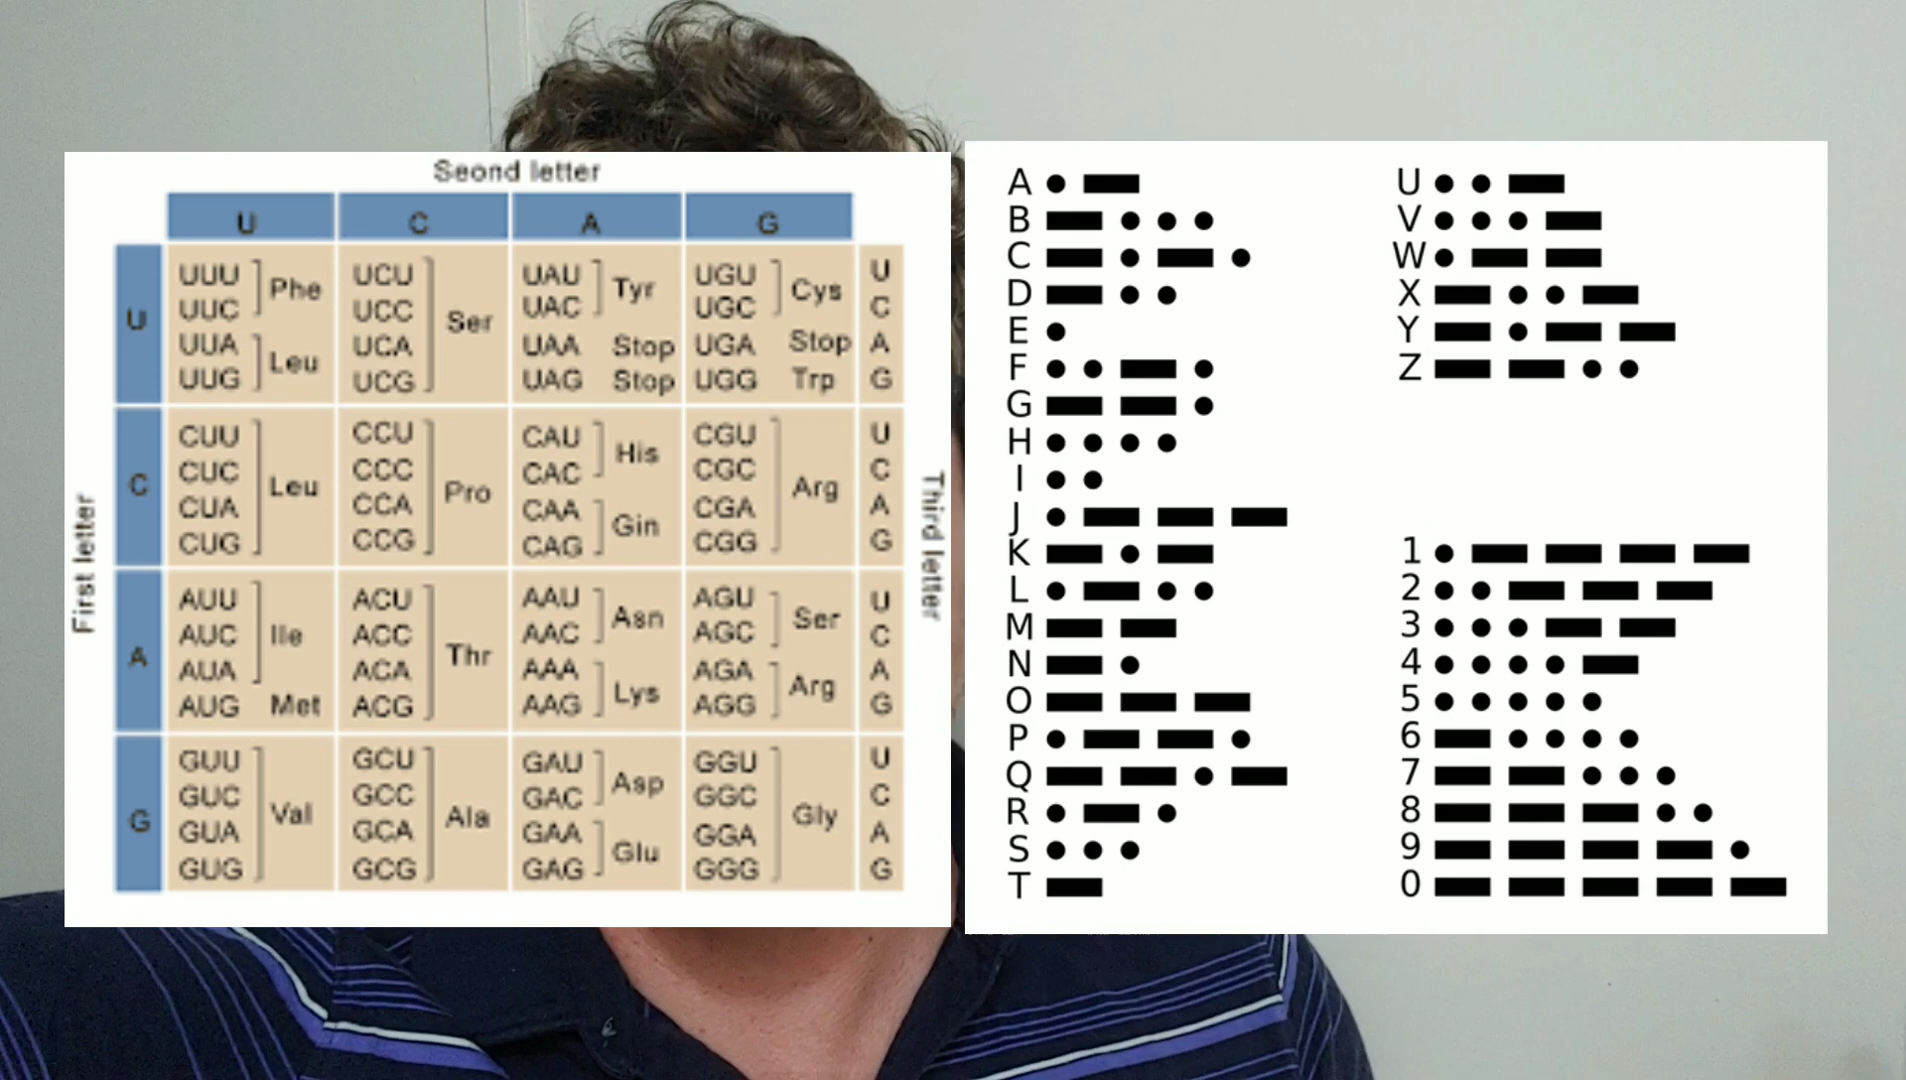 Seond letter
U C A G
First letter
Third letter
U
UUU
UUC
Phe
UUA
UUG
Leu
UCU
UCC
UCA
UCG
Ser
UAU
UAC
Tyr
UAA Stop
UAG Stop
UGU
UGC
Cys
UGA Stop
UGG Trp
U
C
A
G
C
CUU
CUC
CUA
CUG
Leu
CCU
CCC
CCA
CCG
Pro
CAU
CAC
His
CAA
CAG
Gin
CGU
CGC
CGA
CGG
Arg
U
C
A
G
A
AUU
AUC
AUA
Ile
AUG Met
ACU
ACC
ACA
ACG
Thr
AAU
AAC
Asn
AAA
AAG
Lys
AGU
AGC
Ser
AGA
AGG
Arg
U
C
A
G
G
GUU
GUC
GUA
GUG
Val
GCU
GCC
GCA
GCG
Ala
GAU
GAC
Asp
GAA
GAG
Glu
GGU
GGC
GGA
GGG
Gly
U
C
A
G
A
B
C
D
E
F
G
H
I
J
K
L
M
N
O
P
Q
R
S
T
U
V
W
X
Y
Z
1
2
3
4
5
6
7
8
9
0